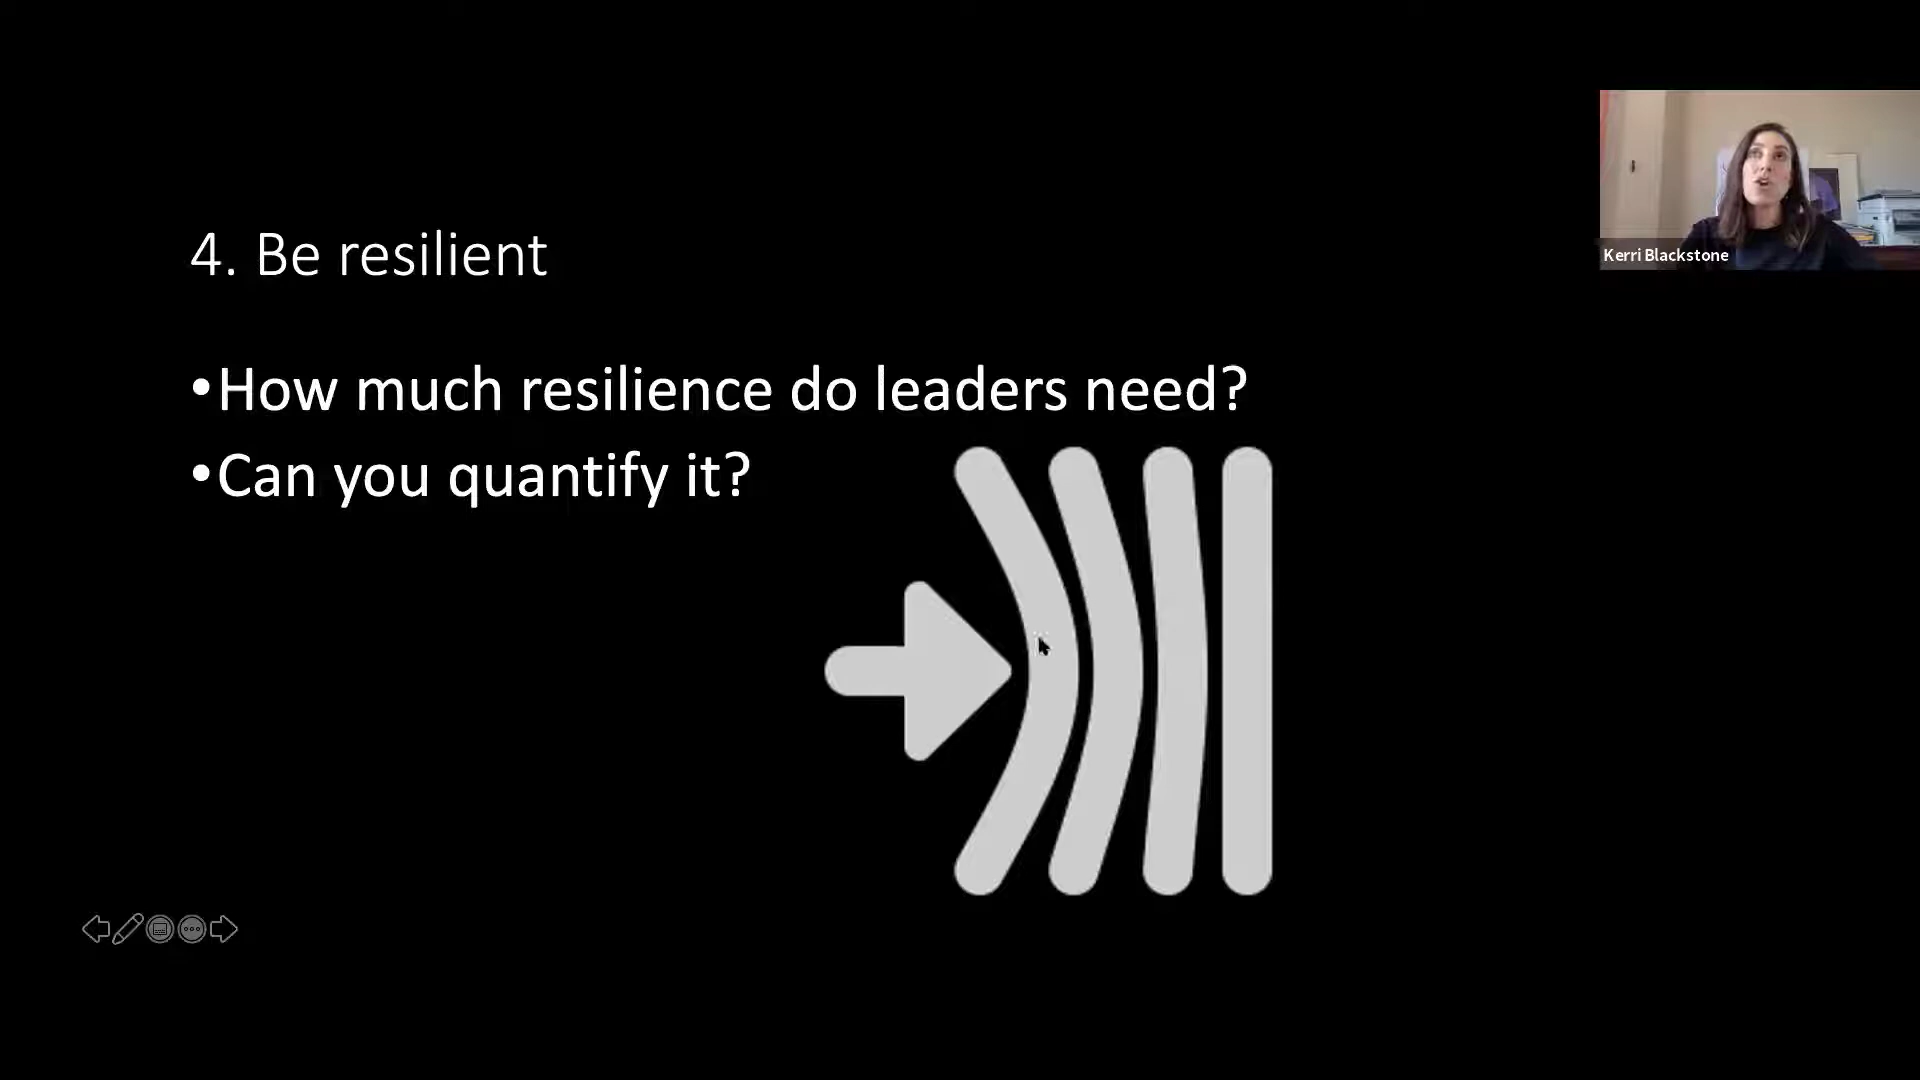 4. Be resilient
•How much resilience do leaders need?
•Can you quantify it?
Kerri Blackstone